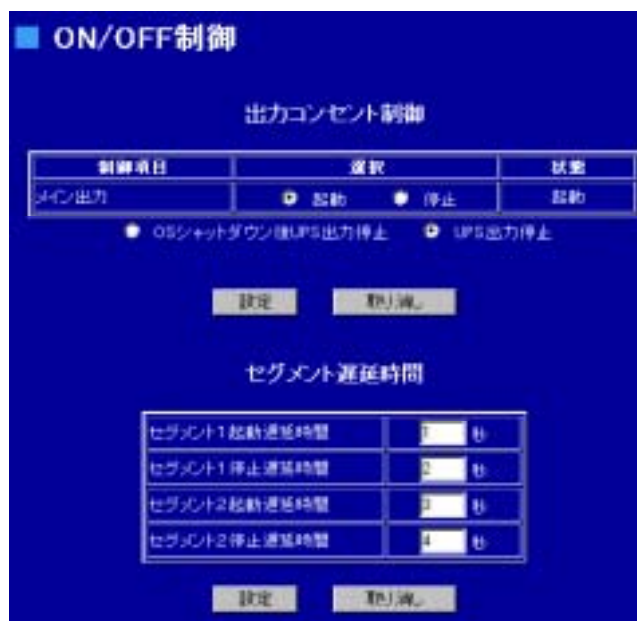 ON/OFF制御
出力コンセント制御
制御項目 選択 状態
メイン出力 起動 停止 起動
OSシャットダウン後UPS出力停止 UPS出力停止
設定 取り消し
セグメント遅延時間
セグメント1起動遅延時間 1 秒
セグメント1停止遅延時間 2 秒
セグメント2起動遅延時間 3 秒
セグメント2停止遅延時間 4 秒
設定 取り消し